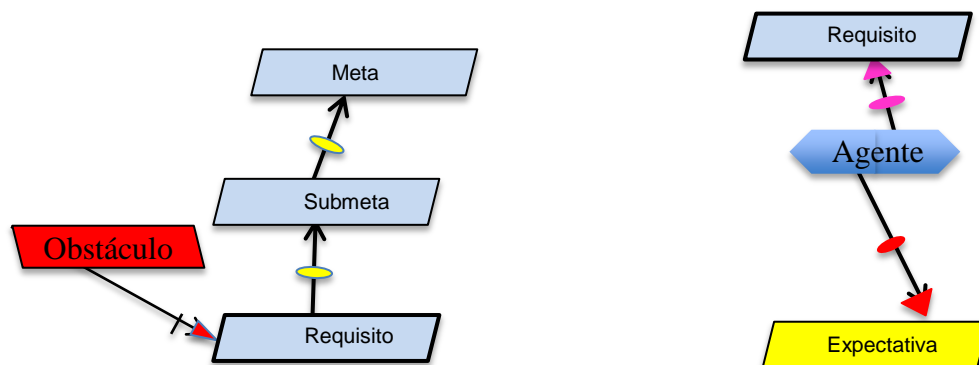 Meta
Submeta
Obstáculo
Requisito
Requisito
Agente
Expectativa